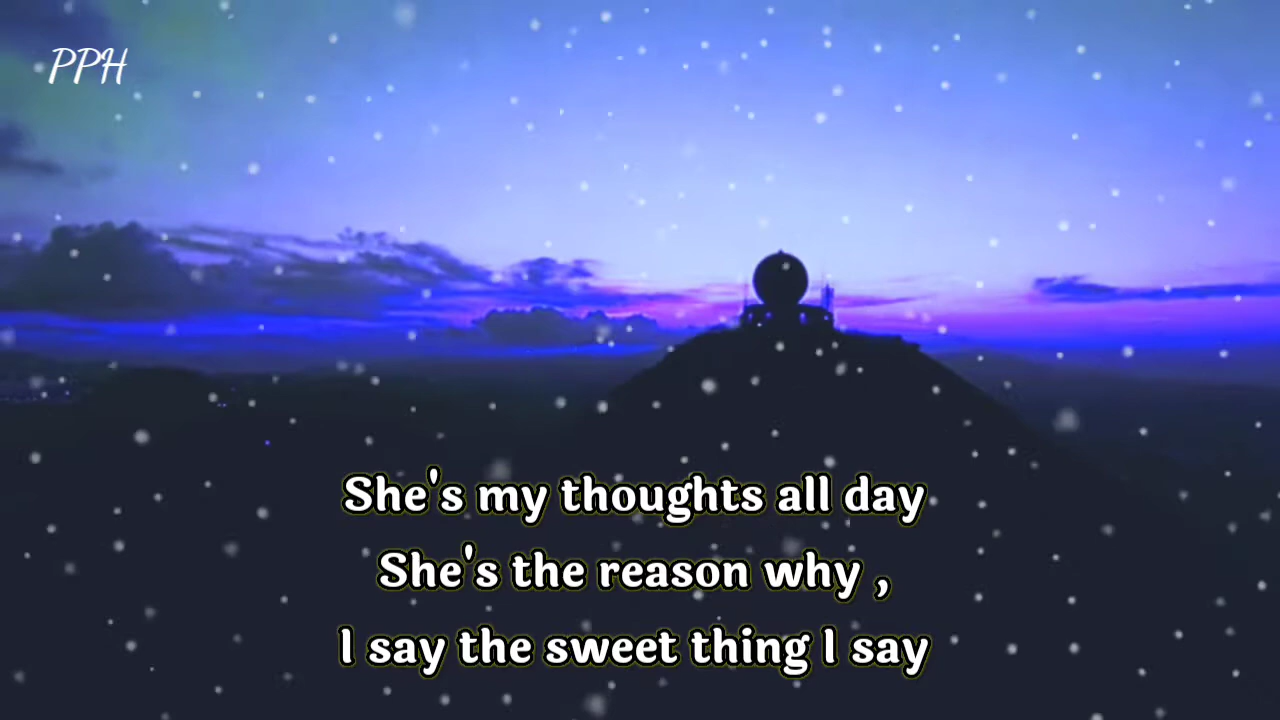 PPH
She's my thoughts all day
She's the reason why ,
I say the sweet thing I say